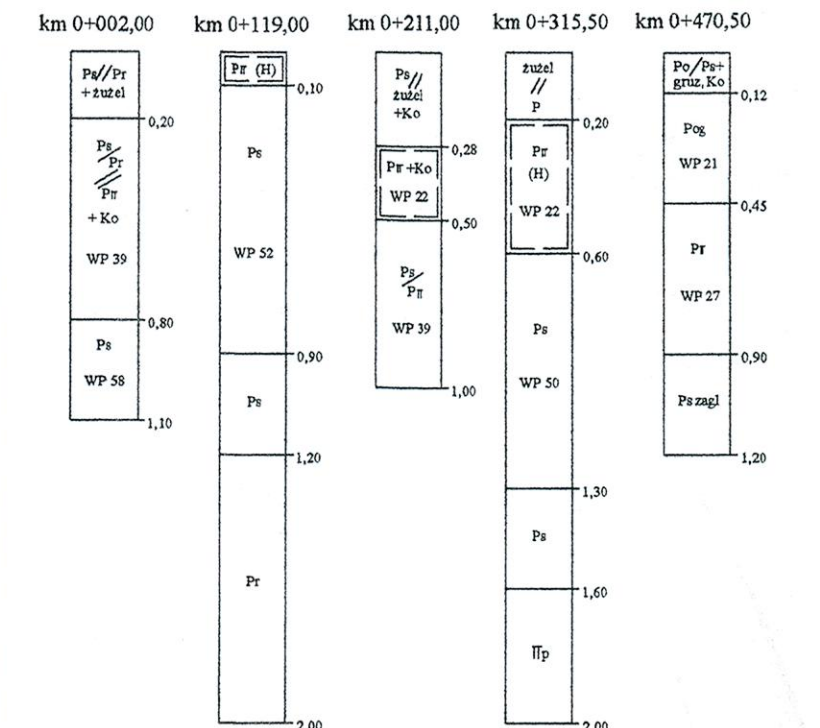 km 0+002,00
Ps//Pr
+żużel
0,20
Ps/Pr
//Pπ
+ Ko
WP 39
0,80
Ps
WP 58
1,10
km 0+119,00
Pπ (H)
0,10
Ps
WP 52
0,90
Ps
1,20
Pr
2,00
km 0+211,00
Ps//
żużel
+Ko
0,28
Pπ +Ko
WP 22
0,50
Ps/Pπ
WP 39
1,00
km 0+315,50
żużel
//
P
0,20
Pπ
(H)
WP 22
0,60
Ps
WP 50
1,30
Ps
1,60
Πp
2,00
km 0+470,50
Po/Ps+
gruz, Ko
0,12
Pog
WP 21
0,45
Pr
WP 27
0,90
Ps zagl
1,20